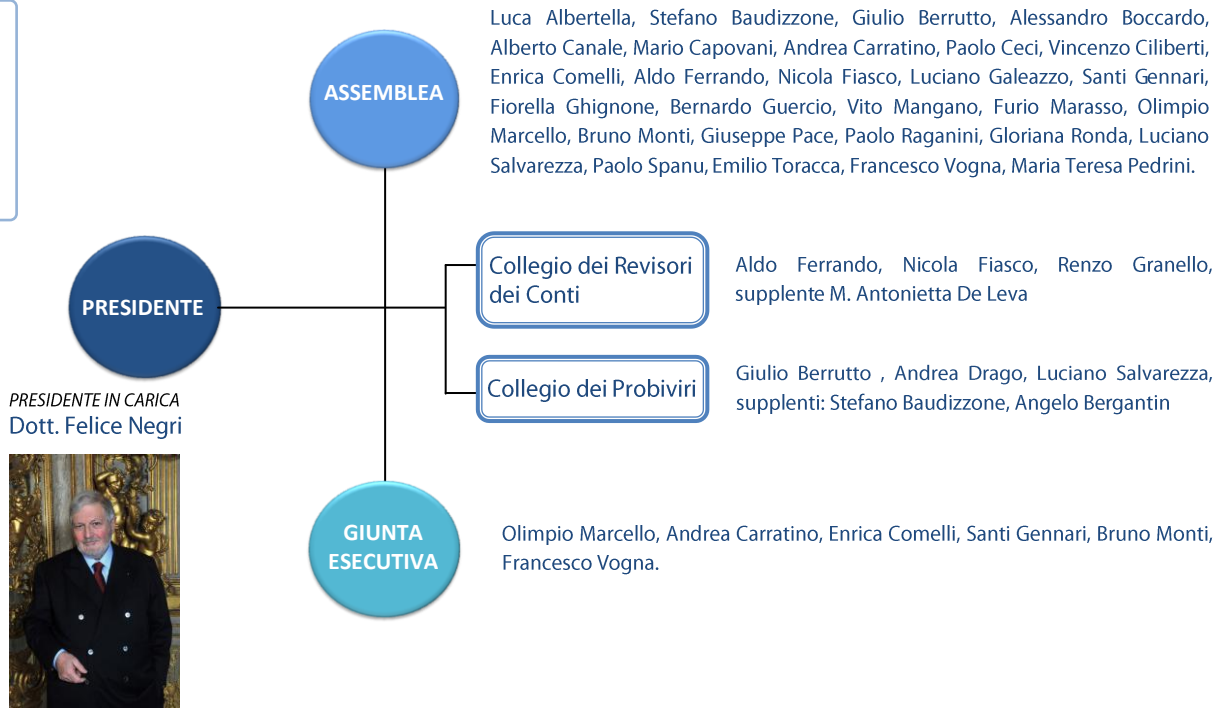 Luca Albertella, Stefano Baudizzone, Giulio Berrutto, Alessandro Boccardo,
Alberto Canale, Mario Capovani, Andrea Carratino, Paolo Ceci, Vincenzo Ciliberti,
Enrica Comelli, Aldo Ferrando, Nicola Fiasco, Luciano Galeazzo, Santi Gennari,
Fiorella Ghignone, Bernardo Guercio, Vito Mangano, Furio Marasso, Olimpio
Marcello, Bruno Monti, Giuseppe Pace, Paolo Raganini, Gloriana Ronda, Luciano
Salvarezza, Paolo Spanu, Emilio Toracca, Francesco Vogna, Maria Teresa Pedrini.
ASSEMBLEA
PRESIDENTE
PRESIDENTE IN CARICA
Dott. Felice Negri
Collegio dei Revisori
dei Conti
Aldo Ferrando, Nicola Fiasco, Renzo Granello,
supplente M. Antonietta De Leva
Collegio dei Probiviri
Giulio Berrutto , Andrea Drago, Luciano Salvarezza,
supplenti: Stefano Baudizzone, Angelo Bergantin
GIUNTA
ESECUTIVA
Olimpio Marcello, Andrea Carratino, Enrica Comelli, Santi Gennari, Bruno Monti,
Francesco Vogna.